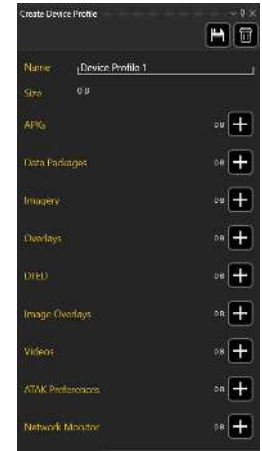 Create Device Profile
Name Device Profile 1
Size 0 B
APKs 0 B
Data Packages 0 B
Imagery 0 B
Overlays 0 B
DTED 0 B
Image Overlays 0 B
Videos 0 B
ATAK Preferences 0 B
Network Monitor 0 B